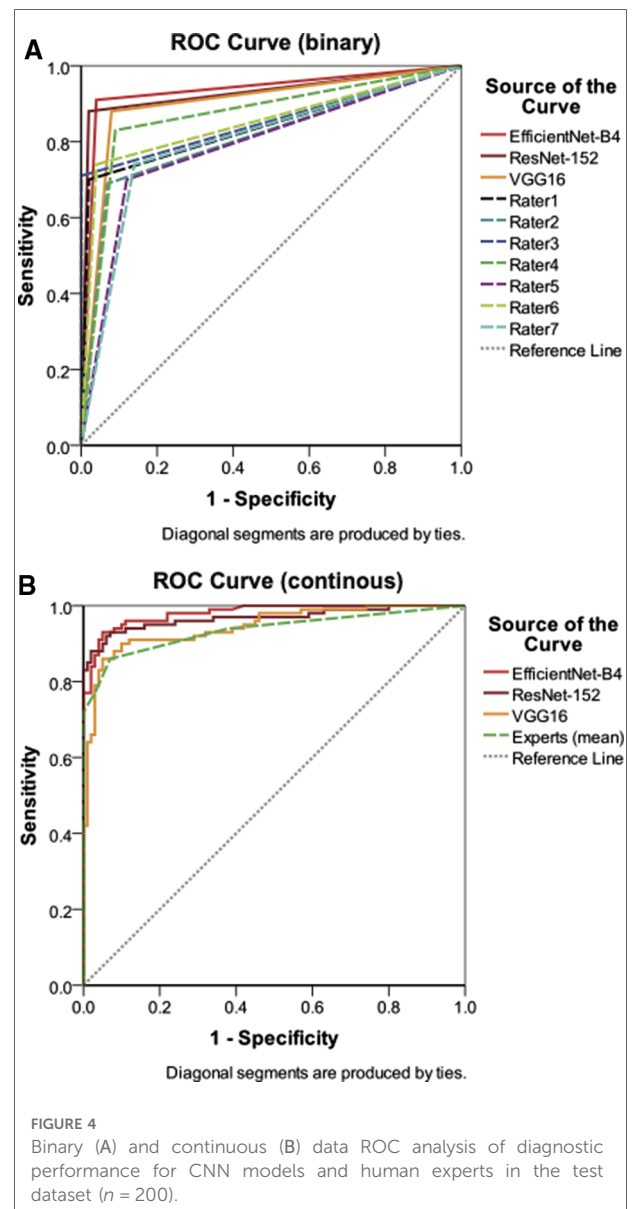 A
ROC Curve (binary)
Sensitivity
1.0
0.8
0.6
0.4
0.2
0.0
0.0 0.2 0.4 0.6 0.8 1.0
1 - Specificity
Diagonal segments are produced by ties.
Source of the
Curve
EfficientNet-B4
ResNet-152
VGG16
Rater1
Rater2
Rater3
Rater4
Rater5
Rater6
Rater7
Reference Line
B
ROC Curve (continous)
Sensitivity
1.0
0.8
0.6
0.4
0.2
0.0
0.0 0.2 0.4 0.6 0.8 1.0
1 - Specificity
Diagonal segments are produced by ties.
Source of the
Curve
EfficientNet-B4
ResNet-152
VGG16
Experts (mean)
Reference Line
FIGURE 4
Binary (A) and continuous (B) data ROC analysis of diagnostic
performance for CNN models and human experts in the test
dataset (n = 200).